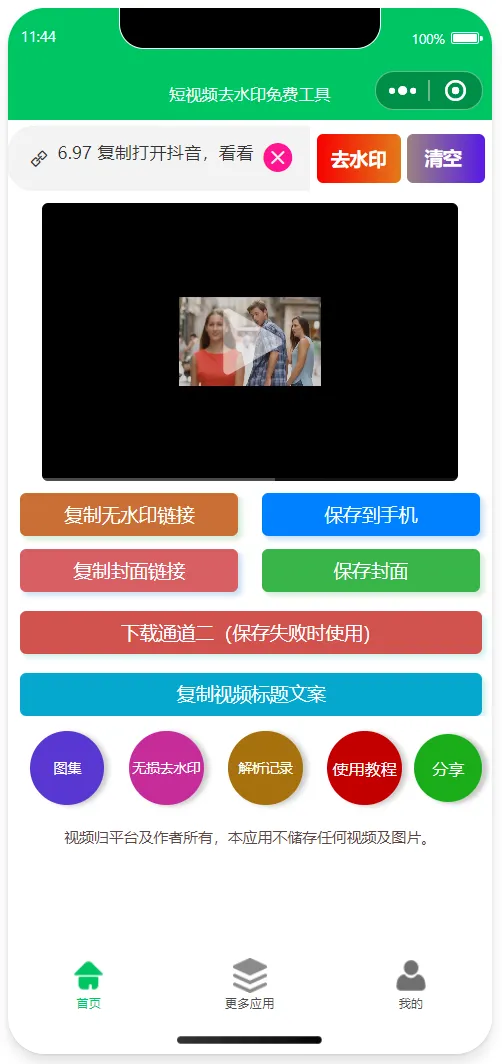 11:44
100%
短视频去水印免费工具
6.97 复制打开抖音，看看
去水印
清空
复制无水印链接
保存到手机
复制封面链接
保存封面
下载通道二（保存失败时使用）
复制视频标题文案
图集
无损去水印
解析记录
使用教程
分享
视频归平台及作者所有，本应用不储存任何视频及图片。
首页
更多应用
我的